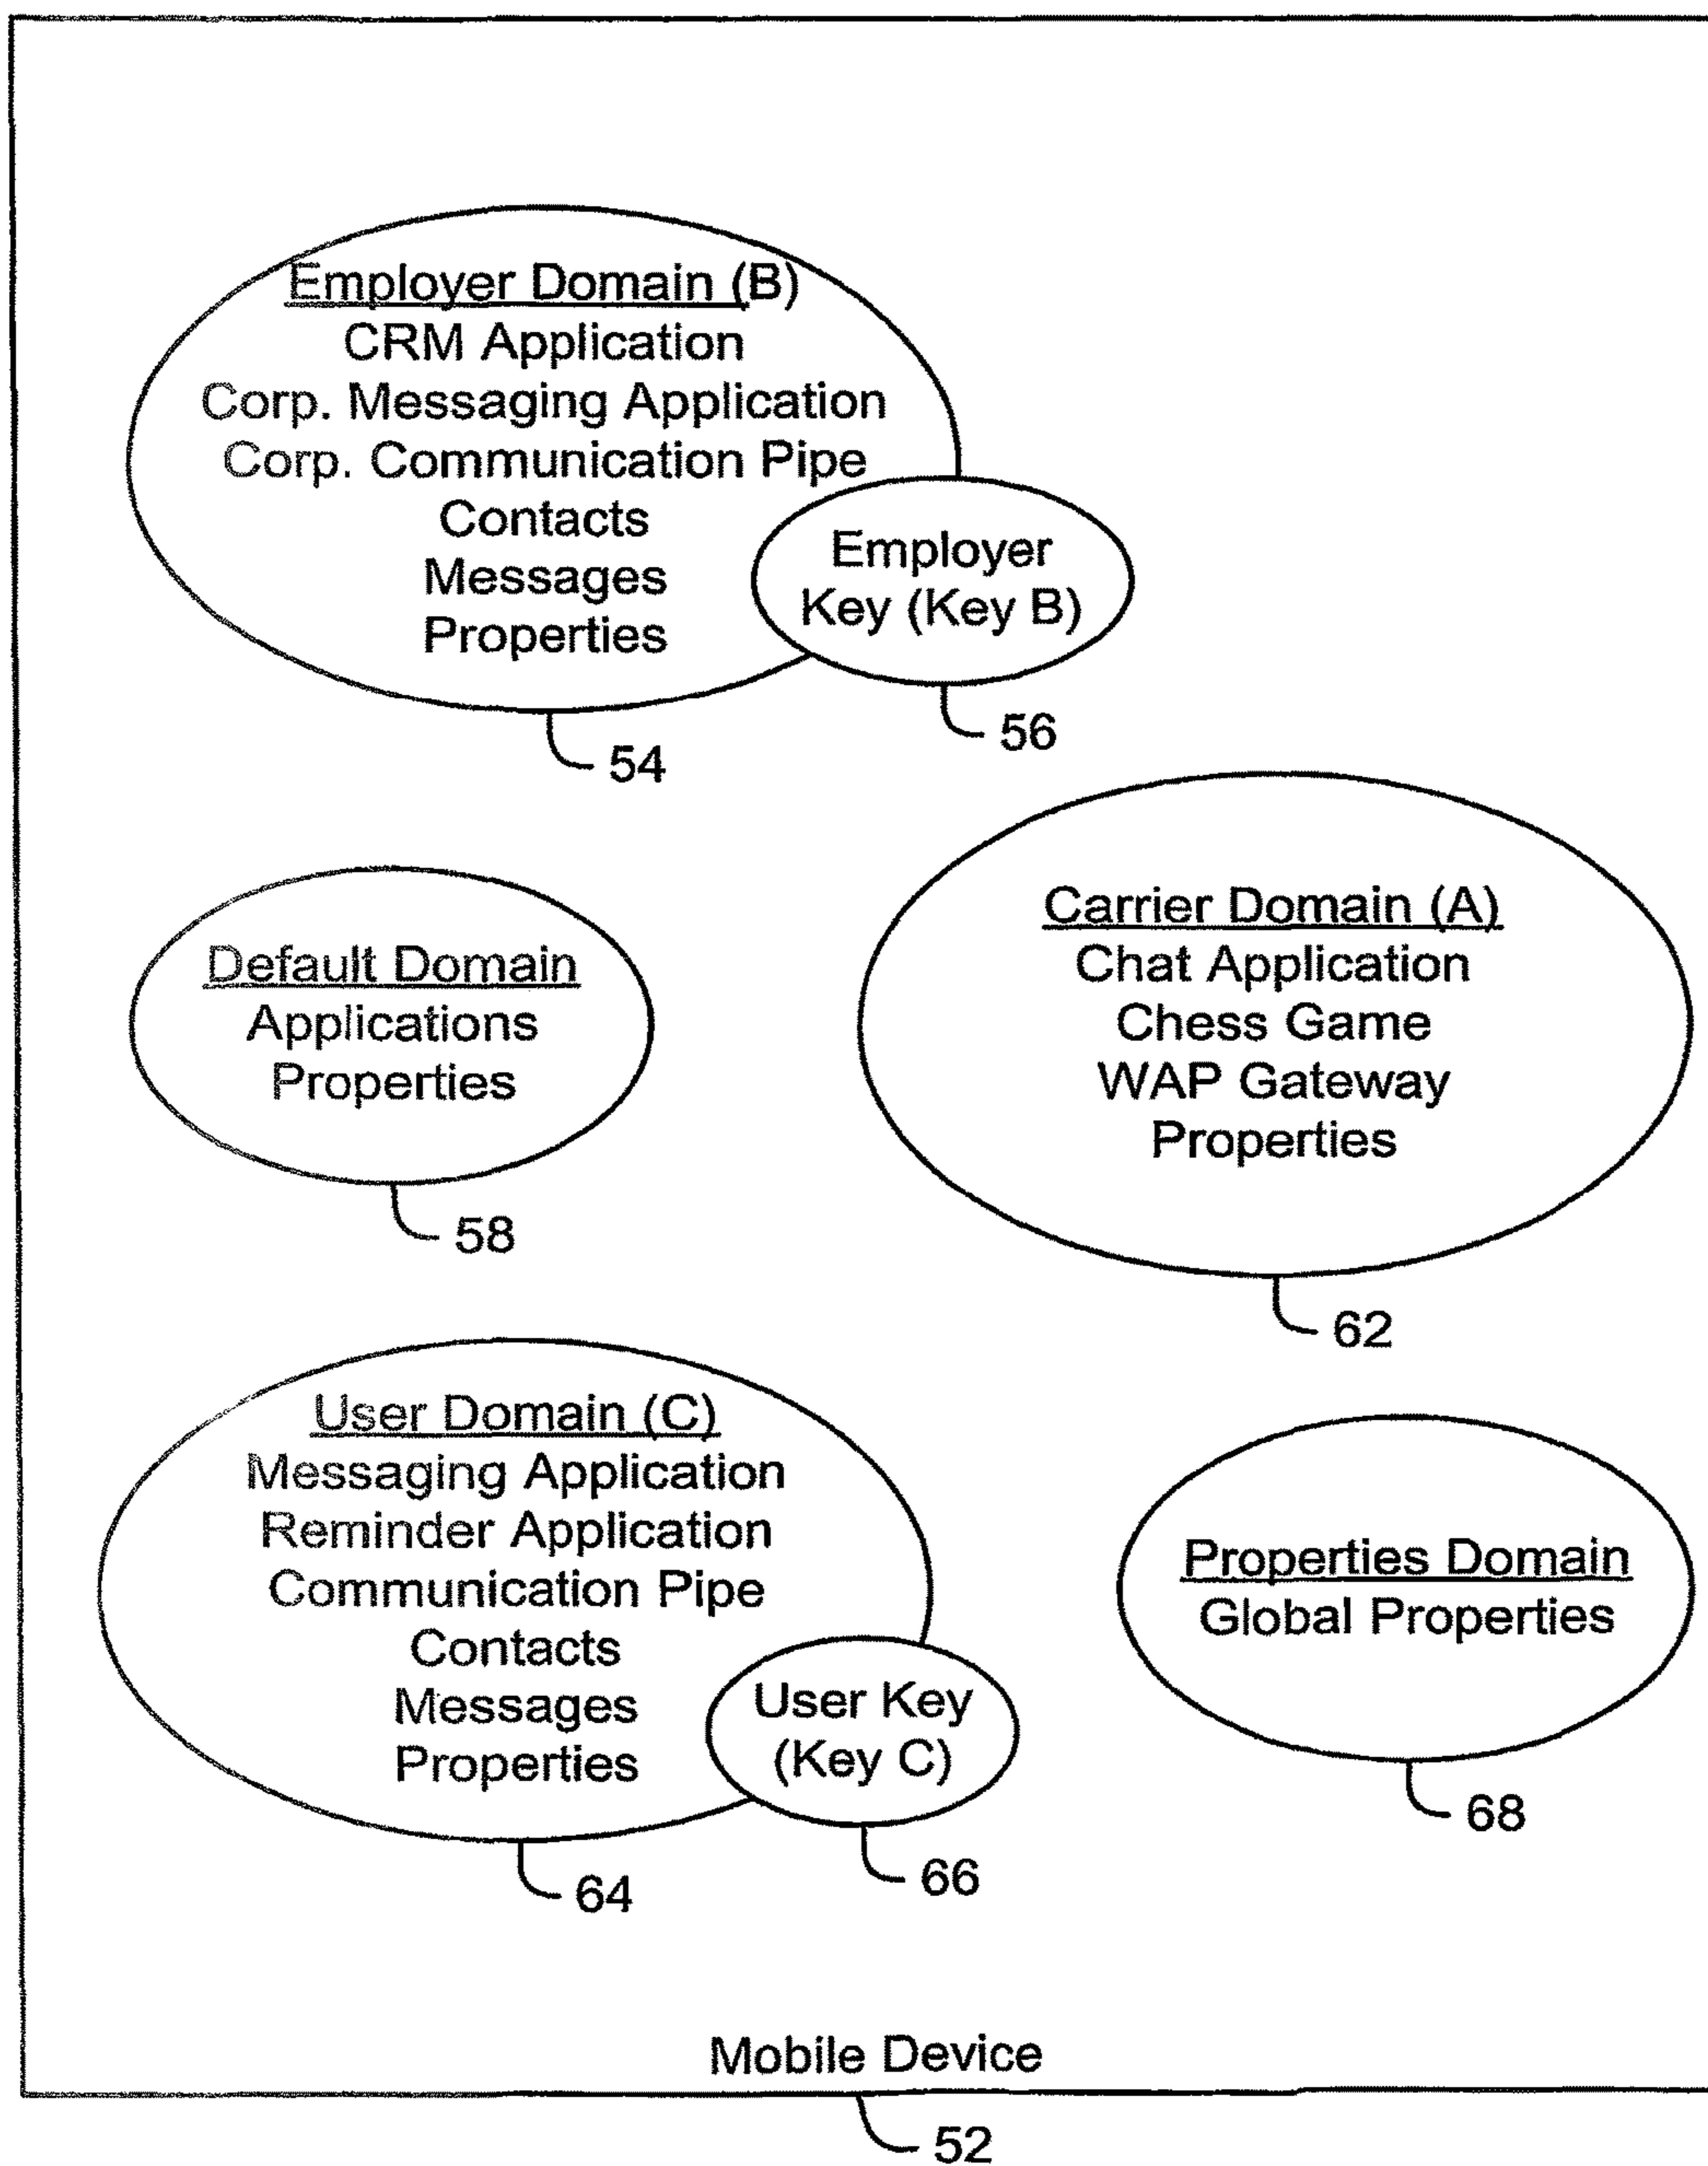 Employer Domain (B)
CRM Application
Corp. Messaging Application
Corp. Communication Pipe
Contacts
Messages
Properties
Employer
Key (Key B)
56
54
Carrier Domain (A)
Chat Application
Chess Game
WAP Gateway
Properties
62
Default Domain
Applications
Properties
58
User Domain (C)
Messaging Application
Reminder Application
Communication Pipe
Contacts
Messages
Properties
User Key
(Key C)
66
64
Properties Domain
Global Properties
68
Mobile Device
52